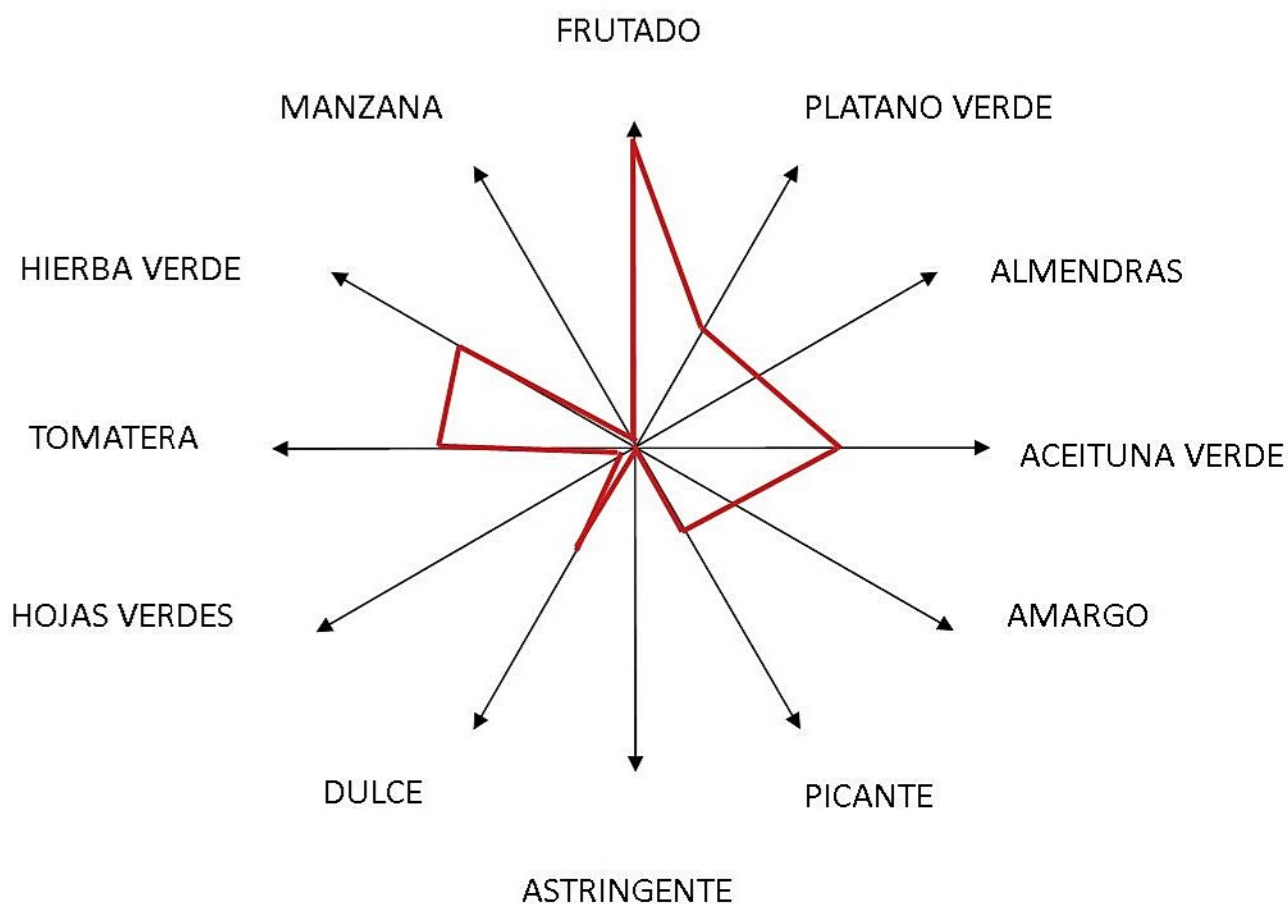 FRUTADO
MANZANA
PLATANO VERDE
HIERBA VERDE
ALMENDRAS
TOMATERA
ACEITUNA VERDE
HOJAS VERDES
AMARGO
DULCE
PICANTE
ASTRINGENTE